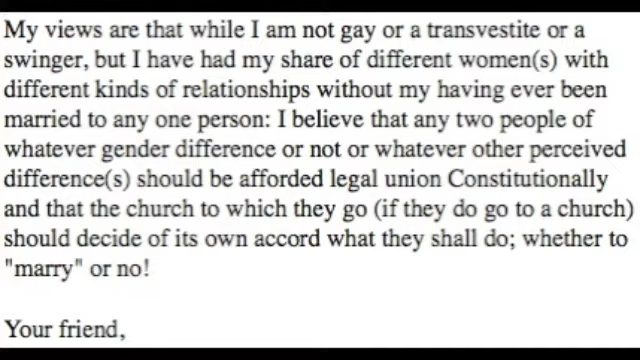 My views are that while I am not gay or a transvestite or a
swinger, but I have had my share of different women(s) with
different kinds of relationships without my having ever been
married to any one person: I believe that any two people of
whatever gender difference or not or whatever other perceived
difference(s) should be afforded legal union Constitutionally
and that the church to which they go (if they do go to a church)
should decide of its own accord what they shall do; whether to
"marry" or no!
Your friend,